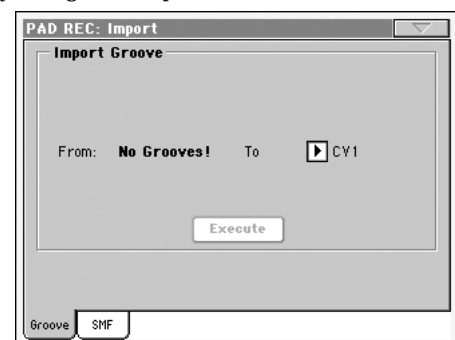 PAD REC: Import
Import Groove
From: No Grooves! To CV1
Execute
Groove SMF